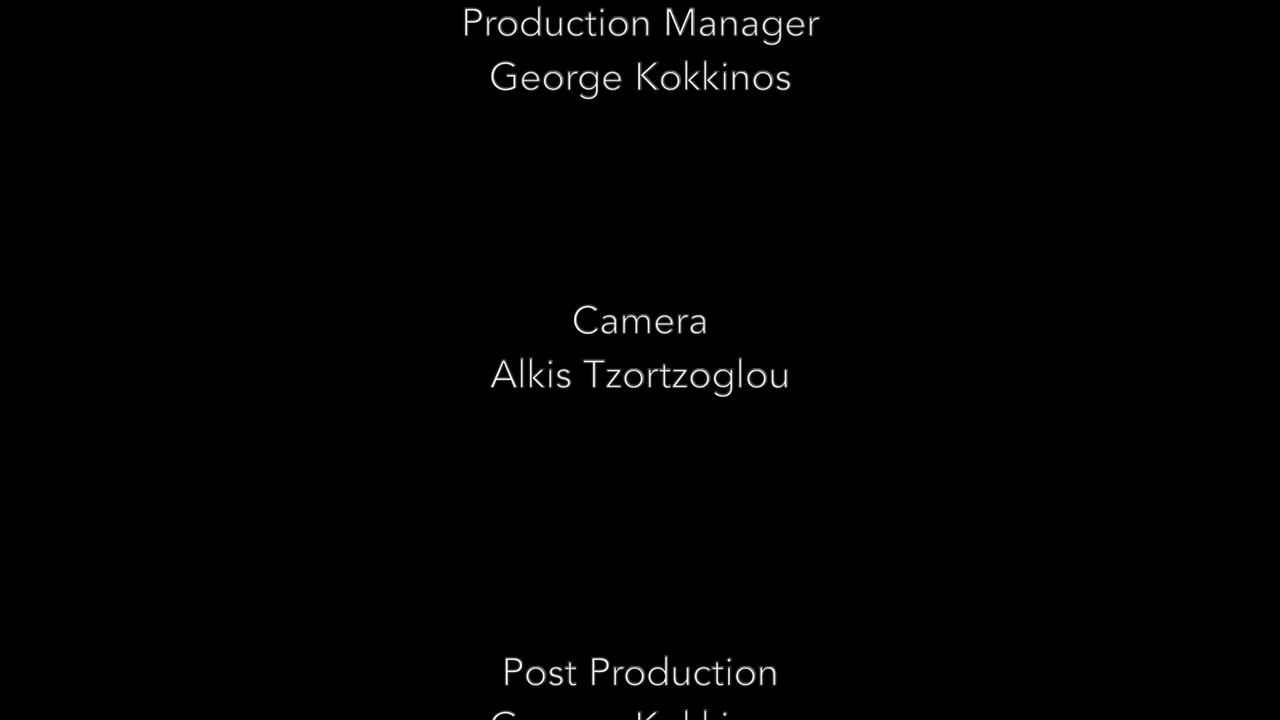 Production Manager
George Kokkinos
Camera
Alkis Tzortzoglou
Post Production